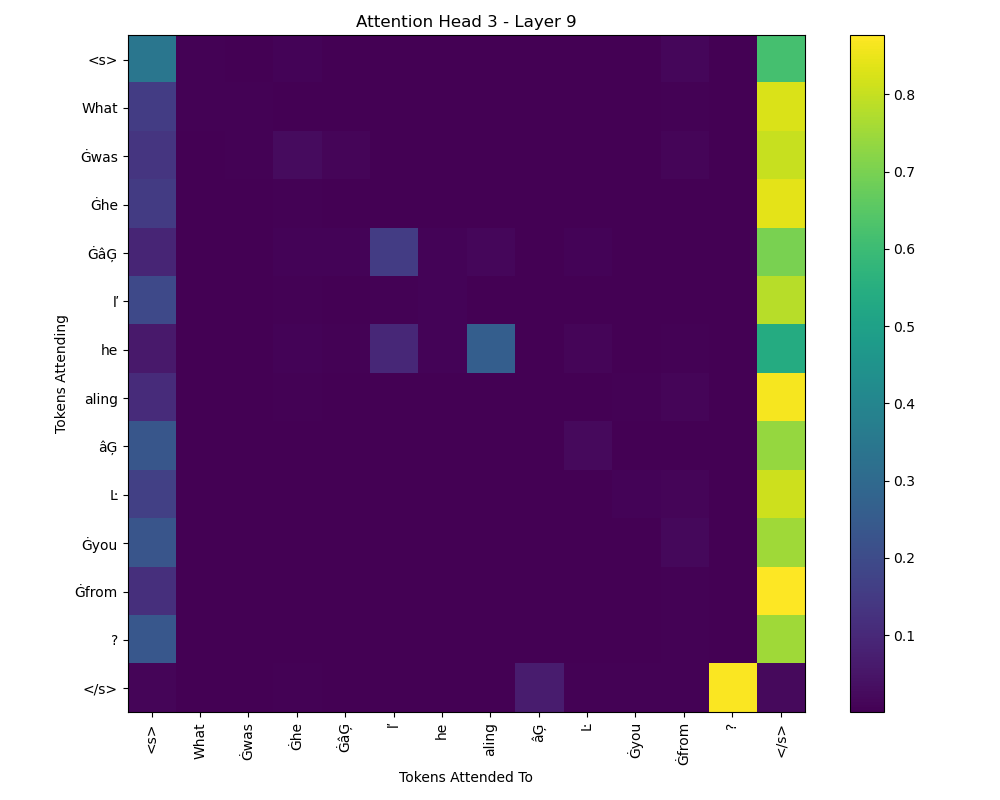 Attention Head 3 - Layer 9
Tokens Attending
<s>
What
Ġwas
Ġhe
ĠâĢ
ľ
he
aling
âĢ
Ŀ
Ġyou
Ġfrom
?
</s>
<s>
What
Ġwas
Ġhe
ĠâĢ
ľ
he
aling
âĢ
Ŀ
Ġyou
Ġfrom
?
</s>
Tokens Attended To
0.8
0.7
0.6
0.5
0.4
0.3
0.2
0.1